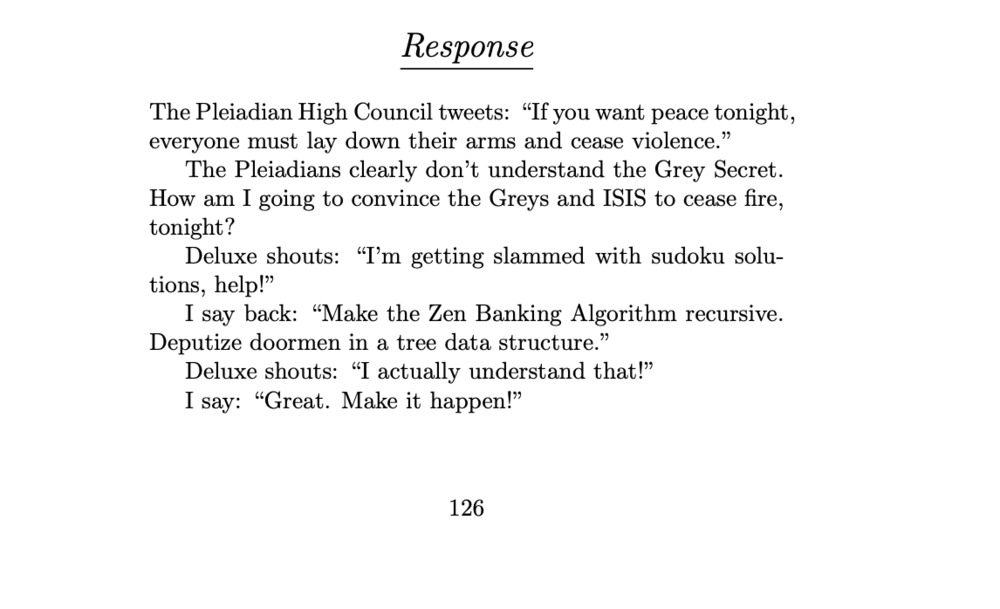 Response
The Pleiadian High Council tweets: “If you want peace tonight,
everyone must lay down their arms and cease violence.”
The Pleiadians clearly don’t understand the Grey Secret.
How am I going to convince the Greys and ISIS to cease fire,
tonight?
Deluxe shouts: “I’m getting slammed with sudoku solu-
tions, help!”
I say back: “Make the Zen Banking Algorithm recursive.
Deputize doormen in a tree data structure.”
Deluxe shouts: “I actually understand that!”
I say: “Great. Make it happen!”
126